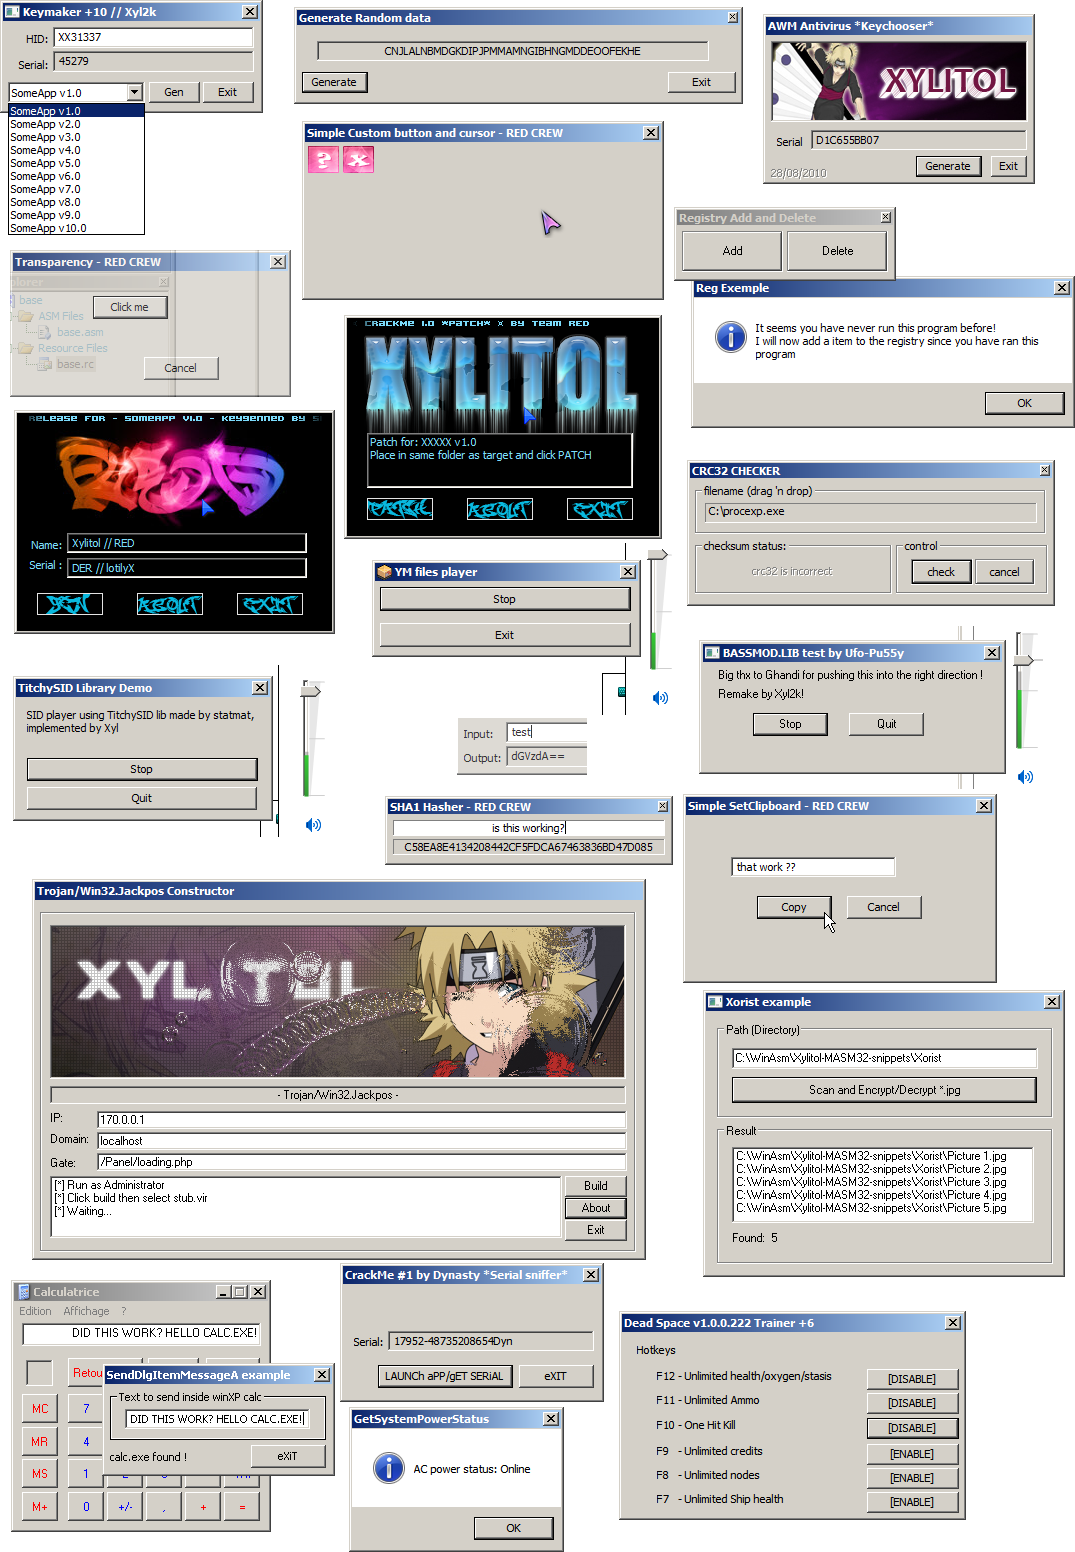 Keymaker +10 // Xyl2k
HID: XX31337
Serial: 45279
SomeApp v1.0
Gen
Exit
SomeApp v1.0
SomeApp v2.0
SomeApp v3.0
SomeApp v4.0
SomeApp v5.0
SomeApp v6.0
SomeApp v7.0
SomeApp v8.0
SomeApp v9.0
SomeApp v10.0
Generate Random data
CNJLALNBMDGKDIPJPMMAMNGIBHNGMDDEOOFEKHE
Generate
Exit
AWM Antivirus *Keychooser*
XYLITOL
Serial D1C655BB07
Generate
Exit
28/08/2010
Simple Custom button and cursor - RED CREW
? X
Registry Add and Delete
Add
Delete
Reg Exemple
It seems you have never run this program before!
I will now add a item to the registry since you have ran this
program
OK
Transparency - RED CREW
plorer
base
Click me
ASM Files
base.asm
Resource Files
base.rc
Cancel
CRACKME 1.0 *PATCH* X BY TEAM RED
XYLITOL
Patch for: XXXXX v1.0
Place in same folder as target and click PATCH
PATCH
ABOUT
EXIT
RELEASE FOR - SOMEAPP V1.0 - KEYGENNED BY S
Name: Xylitol // RED
Serial : DER // lotilyX
GEN
ABOUT
EXIT
CRC32 CHECKER
filename (drag 'n drop)
C:\procexp.exe
checksum status:
crc32 is incorrect
control
check
cancel
YM files player
Stop
Exit
BASSMOD.LIB test by Ufo-Pu55y
Big thx to Ghandi for pushing this into the right direction !
Remake by Xyl2k!
Stop
Quit
TitchySID Library Demo
SID player using TitchySID lib made by statmat,
implemented by Xyl
Stop
Quit
Input: test
Output: dGVzdA==
SHA1 Hasher - RED CREW
is this working?
C58EA8E4134208442CF5FDCA67463836BD47D085
Simple SetClipboard - RED CREW
that work ??
Copy
Cancel
Trojan/Win32.Jackpos Constructor
XYLITOL
- Trojan/Win32.Jackpos -
IP: 170.0.0.1
Domain: localhost
Gate: /Panel/loading.php
[*] Run as Administrator
[*] Click build then select stub.vir
[*] Waiting...
Build
About
Exit
Xorist example
Path (Directory)
C:\WinAsm\Xylitol-MASM32-snippets\Xorist
Scan and Encrypt/Decrypt *.jpg
Result
C:\WinAsm\Xylitol-MASM32-snippets\Xorist\Picture 1.jpg
C:\WinAsm\Xylitol-MASM32-snippets\Xorist\Picture 2.jpg
C:\WinAsm\Xylitol-MASM32-snippets\Xorist\Picture 3.jpg
C:\WinAsm\Xylitol-MASM32-snippets\Xorist\Picture 4.jpg
C:\WinAsm\Xylitol-MASM32-snippets\Xorist\Picture 5.jpg
Found: 5
Calculatrice
Edition Affichage ?
DID THIS WORK? HELLO CALC.EXE!
Retou
MC 7
MR 4
MS 1
M+ 0 +/- , + =
SendDlgItemMessageA example
Text to send inside winXP calc
DID THIS WORK? HELLO CALC.EXE!
calc.exe found !
eXiT
CrackMe #1 by Dynasty *Serial sniffer*
Serial: 17952-48735208654Dyn
LAUNCh aPP/gET SERiAL
eXIT
GetSystemPowerStatus
AC power status: Online
OK
Dead Space v1.0.0.222 Trainer +6
Hotkeys
F12 - Unlimited health/oxygen/stasis [DISABLE]
F11 - Unlimited Ammo [DISABLE]
F10 - One Hit Kill [DISABLE]
F9 - Unlimited credits [ENABLE]
F8 - Unlimited nodes [ENABLE]
F7 - Unlimited Ship health [ENABLE]